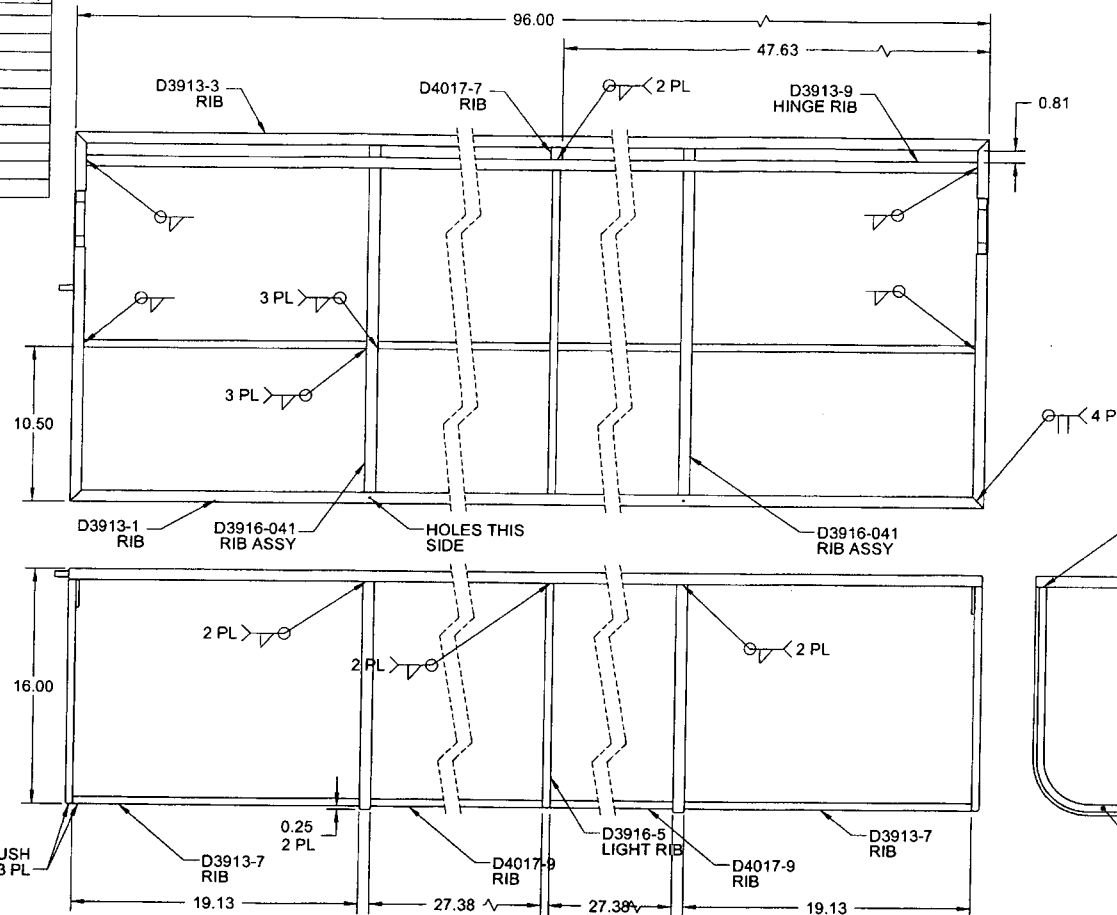 96.00
47.63
D3913-3
RIB
D4017-7
RIB
2 PL
D3913-9
HINGE RIB
0.81
3 PL
3 PL
10.50
4 P
D3913-1
RIB
D3916-041
RIB ASSY
HOLES THIS
SIDE
D3916-041
RIB ASSY
2 PL
2 PL
2 PL
16.00
0.25
2 PL
USH
3 PL
D3913-7
RIB
D4017-9
RIB
D3916-5
LIGHT RIB
D4017-9
RIB
D3913-7
RIB
19.13
27.38
27.38
19.13